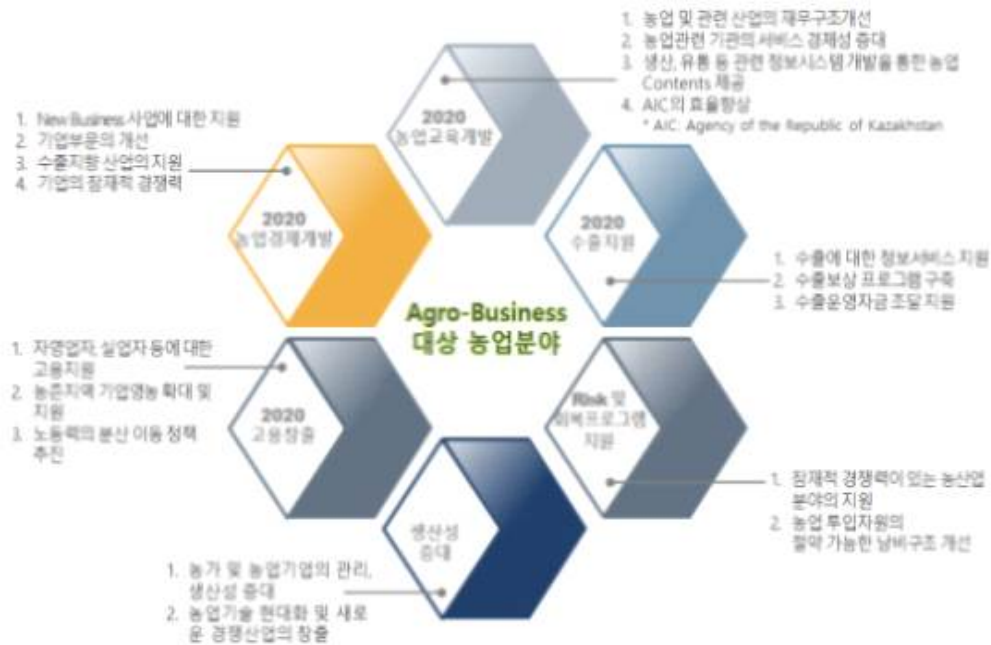 1. 농업 및 관련 산업의 재무구조개선
2. 농업관련 기관의 서비스 경제성 증대
3. 생산, 유통 등 관련 정보시스템 개발을 통한 농업
Contents 제공
4. AIC의 효율향상
* AIC: Agency of the Republic of Kazakhstan
2020
농업교육개발
1. New Business 사업에 대한 지원
2. 기업부문의 개선
3. 수출지향 산업의 지원
4. 기업의 잠재적 경쟁력
2020
농업경제개발
2020
수출지원
1. 수출에 대한 정보서비스 지원
2. 수출보상 프로그램 구축
3. 수출운영자금 조달 지원
Agro-Business
대상 농업분야
1. 자영업자, 실업자 등에 대한
고용지원
2. 농촌지역 기업영농 확대 및
지원
3. 노동력의 분산 이동 정책
추진
2020
고용창출
Risk 및
회복프로그램
지원
1. 잠재적 경쟁력이 있는 농산업
분야의 지원
2. 농업 투입자원의
절약 가능한 낭비구조 개선
생산성
증대
1. 농가 및 농업기업의 관리,
생산성 증대
2. 농업기술 현대화 및 새로
운 경쟁산업의 창출